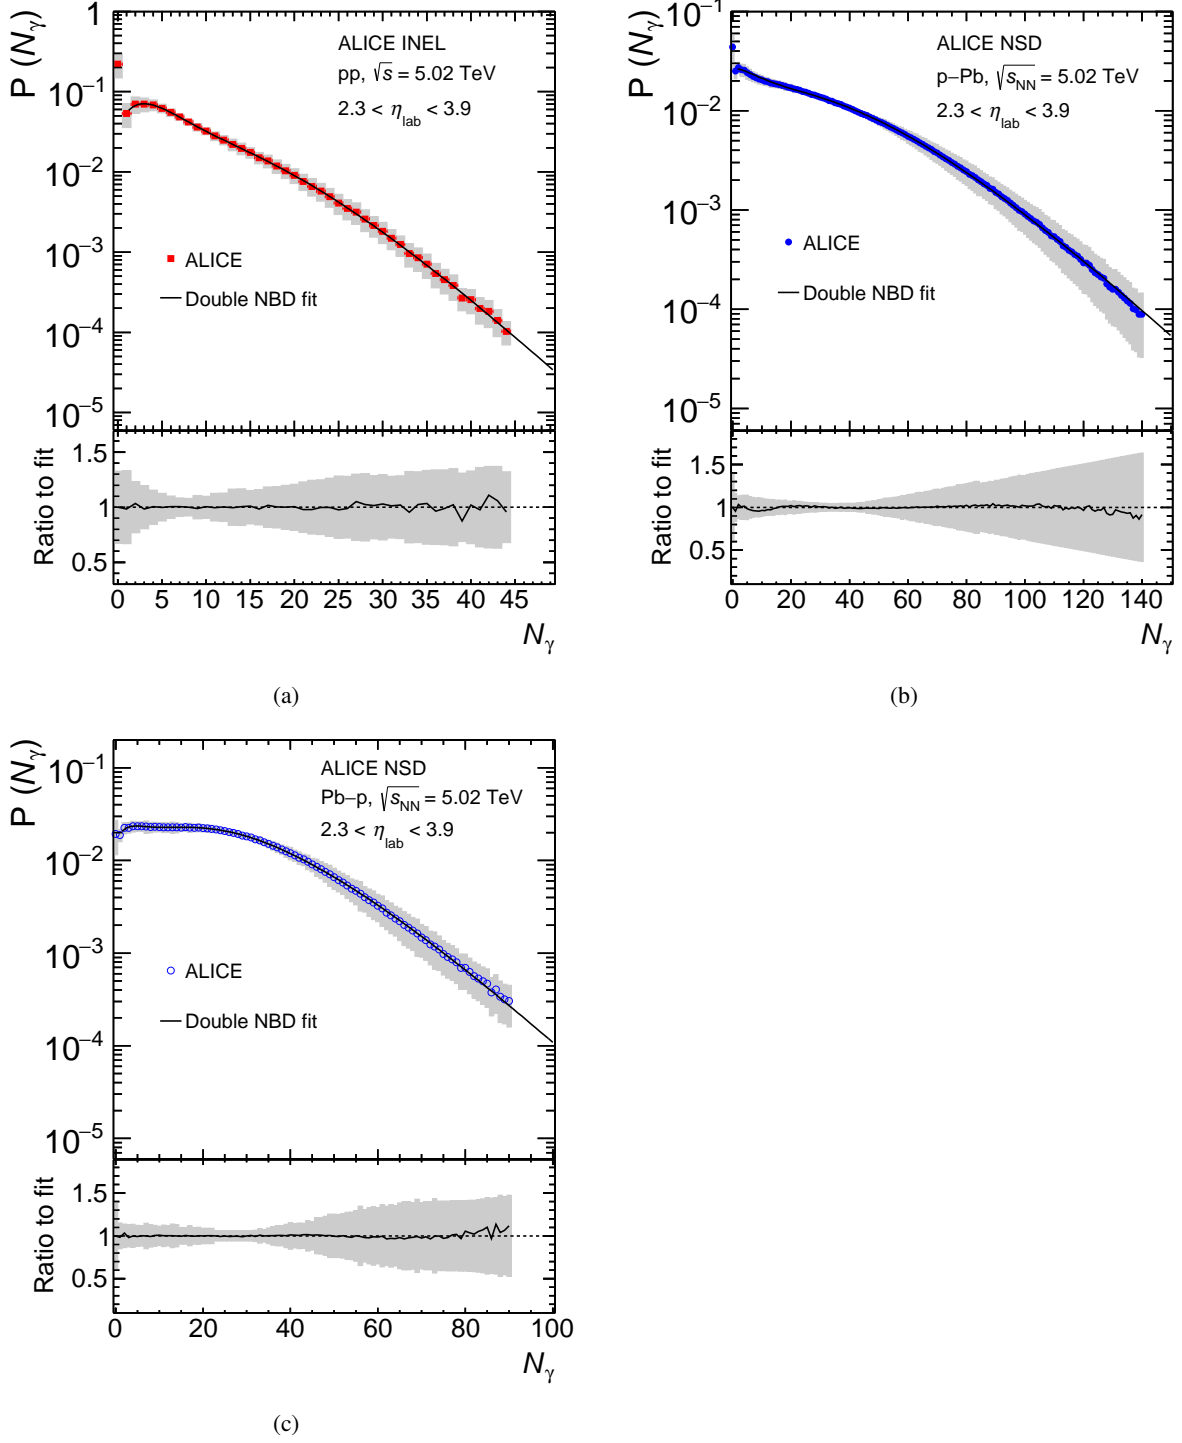 P (Nγ)
1
10⁻¹
10⁻²
10⁻³
10⁻⁴
10⁻⁵
ALICE INEL
pp, √s = 5.02 TeV
2.3 < ηlab < 3.9
ALICE
Double NBD fit
Ratio to fit
1.5
1
0.5
0 5 10 15 20 25 30 35 40 45
Nγ
(a)
P (Nγ)
10⁻¹
10⁻²
10⁻³
10⁻⁴
10⁻⁵
ALICE NSD
p−Pb, √sNN = 5.02 TeV
2.3 < ηlab < 3.9
ALICE
Double NBD fit
Ratio to fit
1.5
1
0.5
0 20 40 60 80 100 120 140
Nγ
(b)
P (Nγ)
10⁻¹
10⁻²
10⁻³
10⁻⁴
10⁻⁵
ALICE NSD
Pb−p, √sNN = 5.02 TeV
2.3 < ηlab < 3.9
ALICE
Double NBD fit
Ratio to fit
1.5
1
0.5
0 20 40 60 80 100
Nγ
(c)